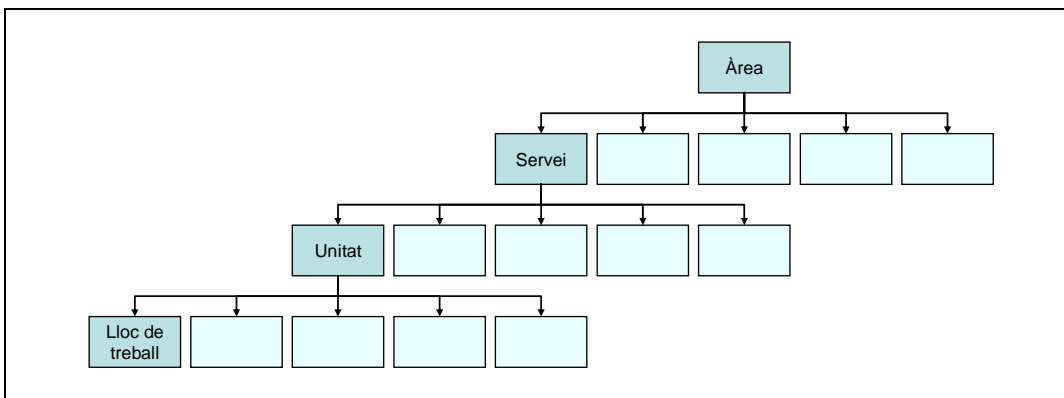 Àrea
Servei
Unitat
Lloc de
treball